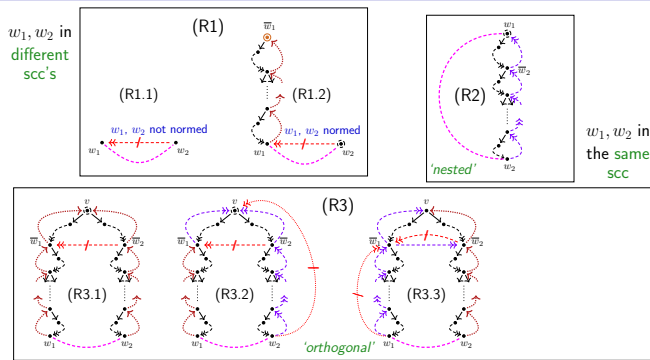 w₁, w₂ in
different
scc's
(R1)
w̅₁
(R1.1)
(R1.2)
w₁, w₂ not normed
w₁, w₂ normed
w₁
w₂
w₁
w₂
w₁
w̅₂
(R2)
'nested'
w₂
w₁, w₂ in
the same
scc
(R3)
v
v
v
w̅₁
w̅₂
w̅₁
w̅₂
w̅₁
w̅₂
(R3.1)
(R3.2)
(R3.3)
w₁
w₂
w₁
w₂
'orthogonal'
w₁
w₂